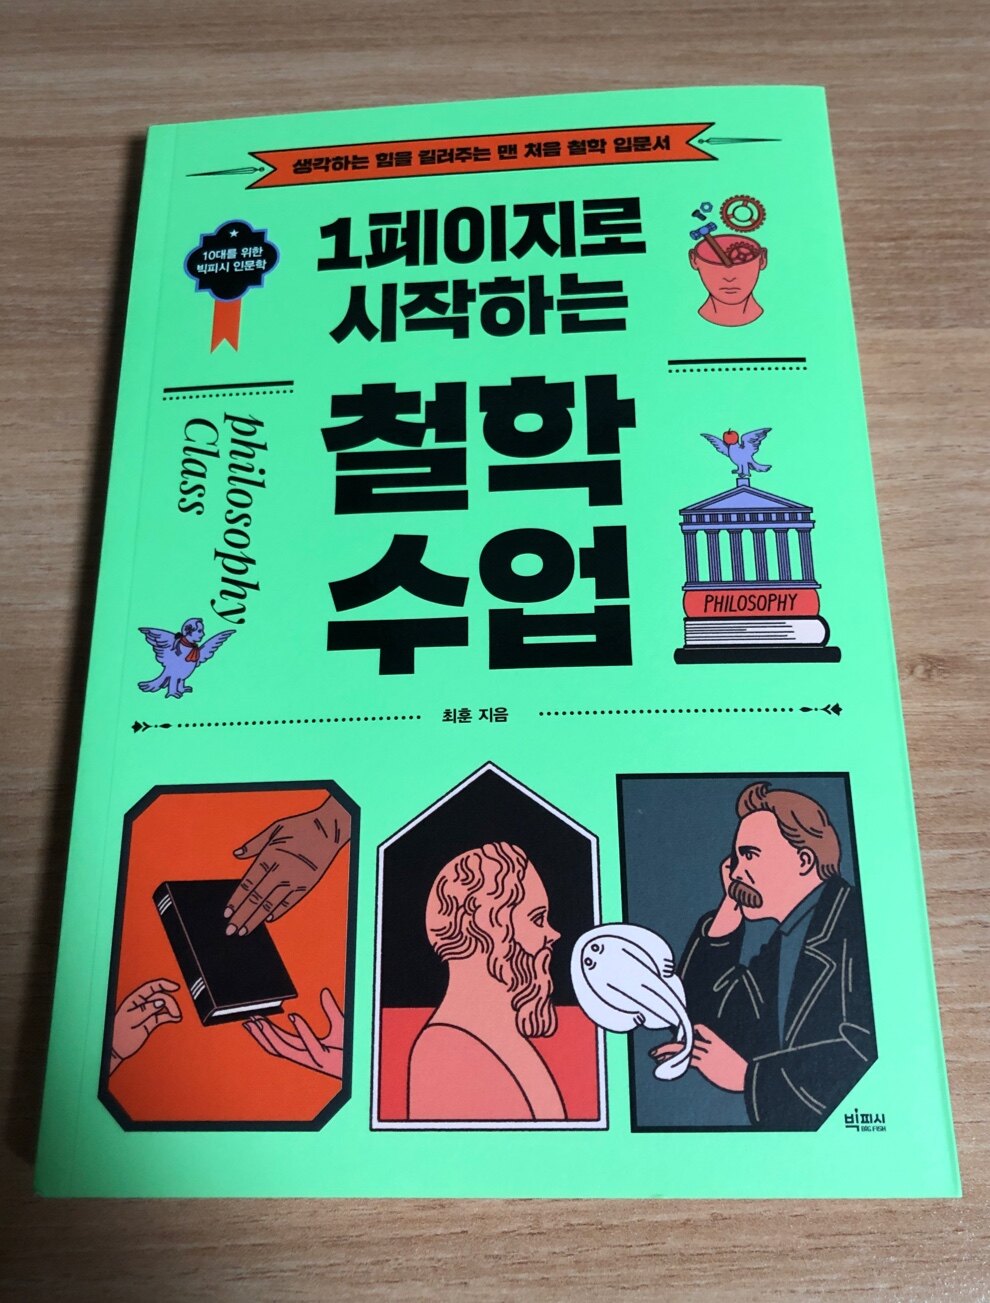 생각하는 힘을 길러주는 맨 처음 철학 입문서
10대를 위한
빅피시 인문학
1페이지로
시작하는
철학
수업
philosophy
Class
PHILOSOPHY
최훈 지음
빅피시
BIG FISH